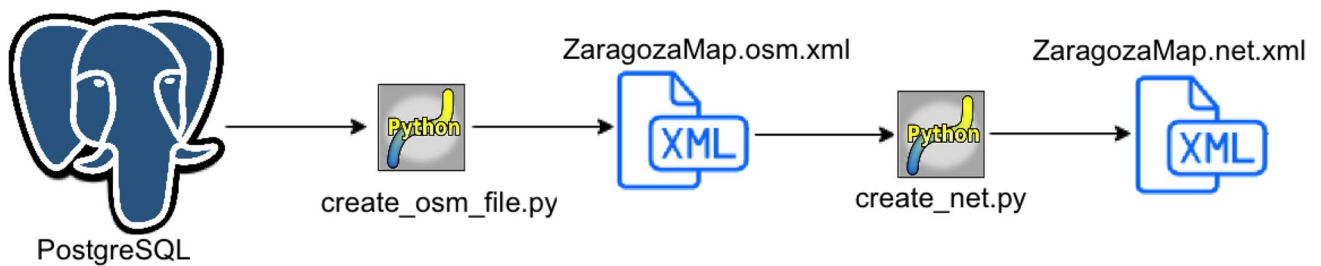 PostgreSQL
Python
create_osm_file.py
ZaragozaMap.osm.xml
XML
Python
create_net.py
ZaragozaMap.net.xml
XML